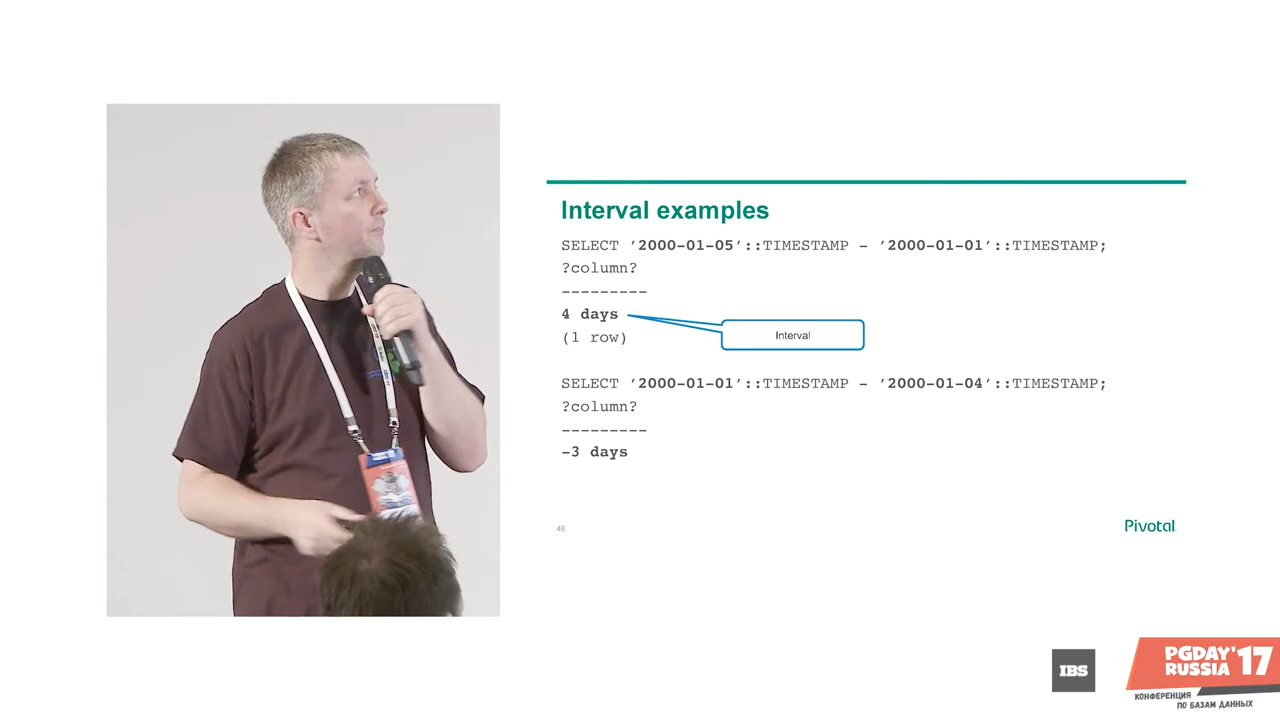 Interval examples
SELECT ’2000-01-05’::TIMESTAMP - ’2000-01-01’::TIMESTAMP;
?column?
---------
4 days
(1 row)
Interval
SELECT ’2000-01-01’::TIMESTAMP - ’2000-01-04’::TIMESTAMP;
?column?
---------
-3 days
46
Pivotal
IBS
PGDAY'17
RUSSIA
КОНФЕРЕНЦИЯ
ПО БАЗАМ ДАННЫХ